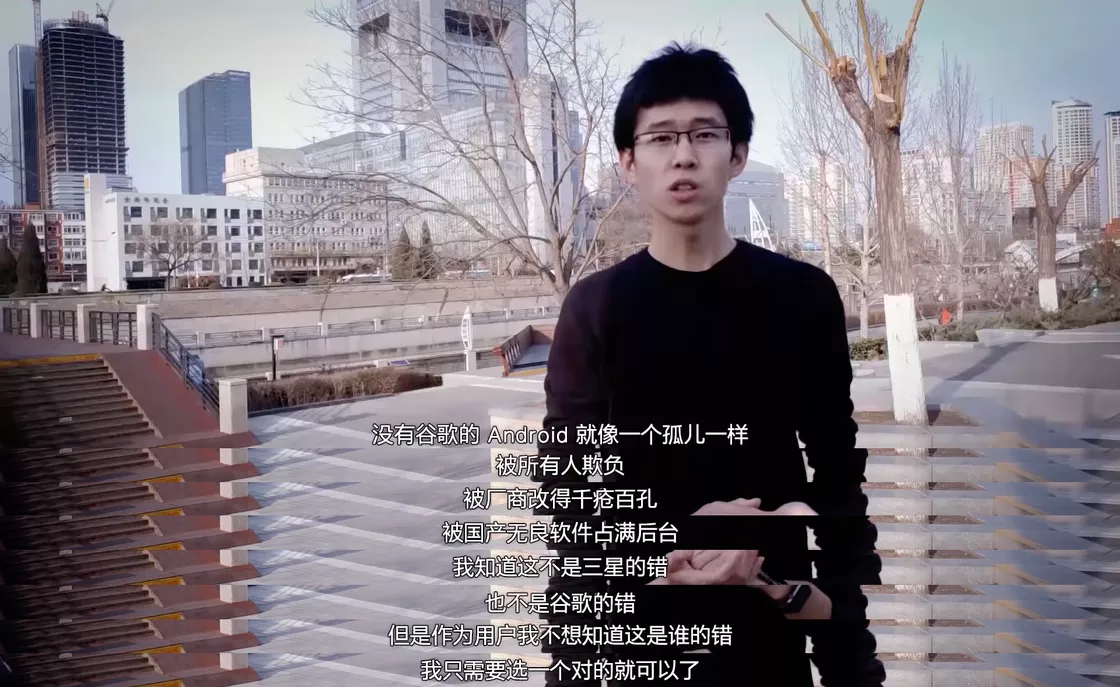 没有谷歌的 Android 就像一个孤儿一样
被所有人欺负
被厂商改得千疮百孔
被国产无良软件占满后台
我知道这不是三星的错
也不是谷歌的错
但是作为用户我不想知道这是谁的错
我只需要选一个对的就可以了